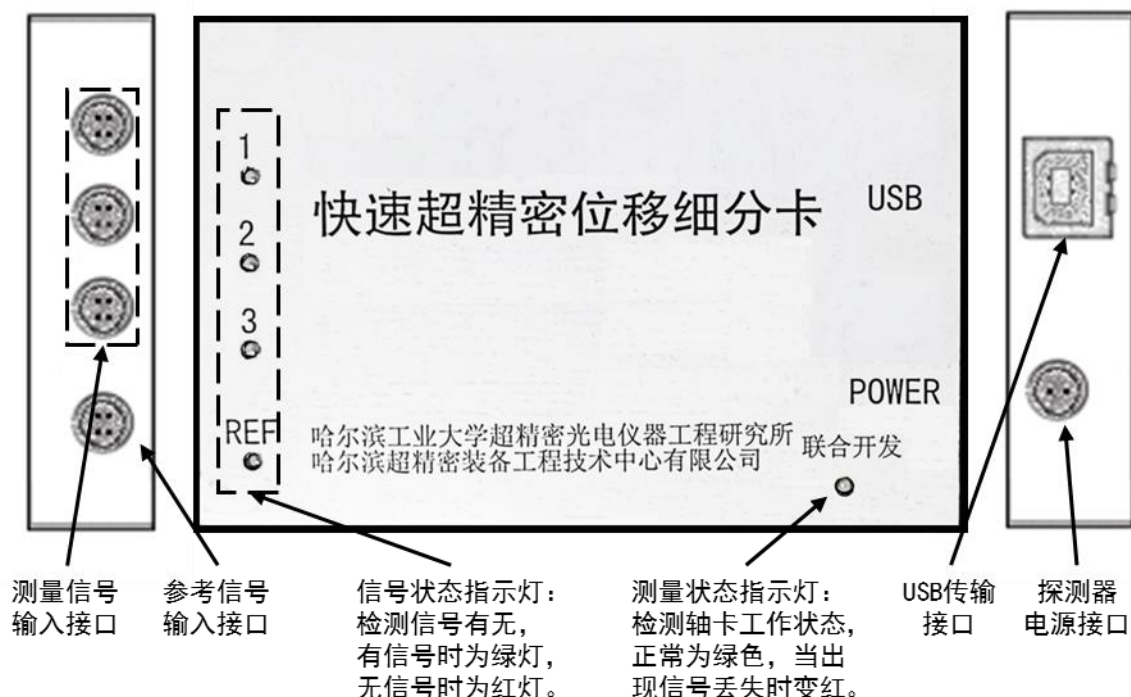 1
2
3
REF
快速超精密位移细分卡
USB
POWER
哈尔滨工业大学超精密光电仪器工程研究所
哈尔滨超精密装备工程技术中心有限公司
联合开发
测量信号
输入接口
参考信号
输入接口
信号状态指示灯：
检测信号有无，
有信号时为绿灯，
无信号时为红灯。
测量状态指示灯：
检测轴卡工作状态，
正常为绿色，当出
现信号丢失时变红。
USB传输
接口
探测器
电源接口